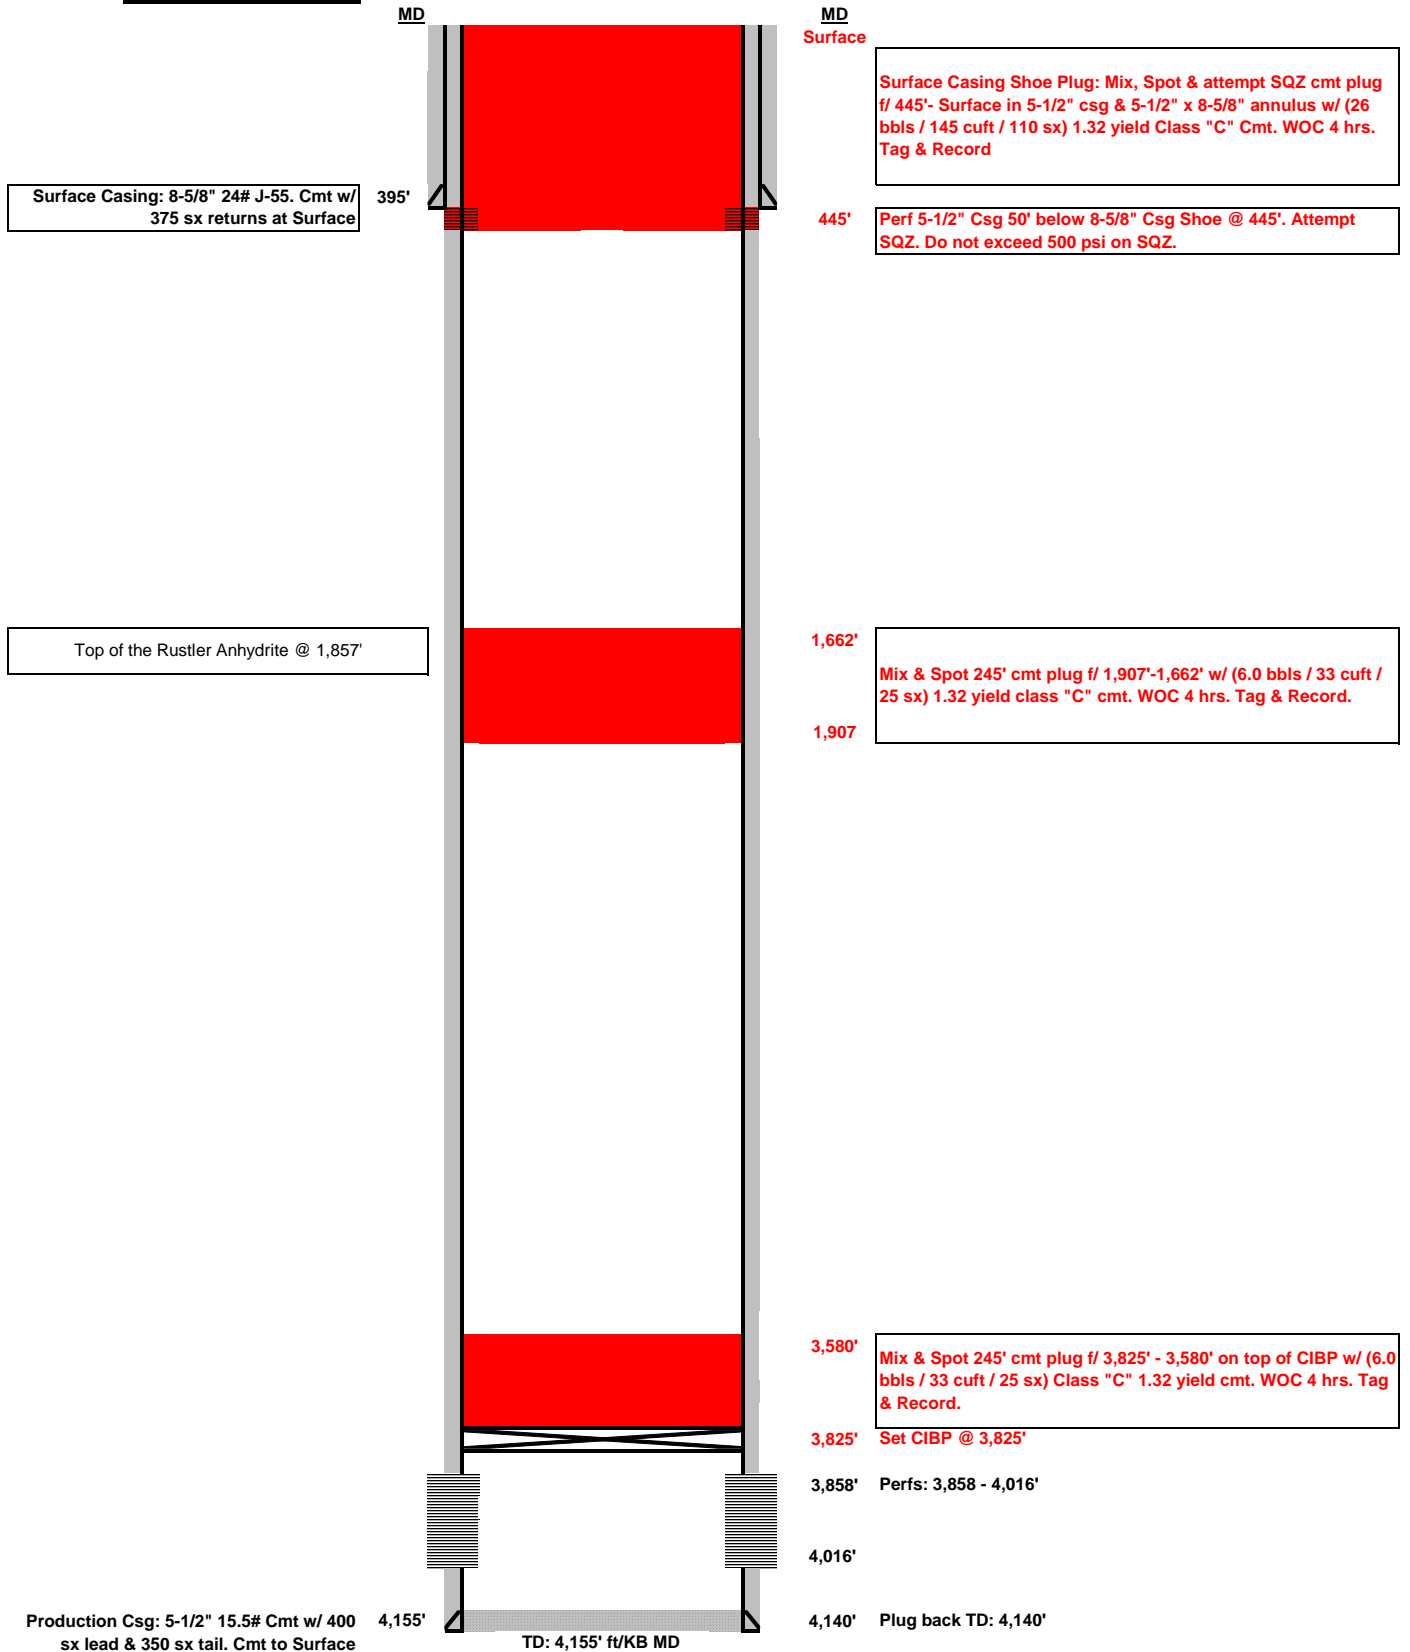 MD
MD
Surface
Surface Casing Shoe Plug: Mix, Spot & attempt SQZ cmt plug
f/ 445'- Surface in 5-1/2" csg & 5-1/2" x 8-5/8" annulus w/ (26
bbls / 145 cuft / 110 sx) 1.32 yield Class "C" Cmt. WOC 4 hrs.
Tag & Record
Surface Casing: 8-5/8" 24# J-55. Cmt w/
375 sx returns at Surface
395'
445'
Perf 5-1/2" Csg 50' below 8-5/8" Csg Shoe @ 445'. Attempt
SQZ. Do not exceed 500 psi on SQZ.
Top of the Rustler Anhydrite @ 1,857'
1,662'
Mix & Spot 245' cmt plug f/ 1,907'-1,662' w/ (6.0 bbls / 33 cuft /
25 sx) 1.32 yield class "C" cmt. WOC 4 hrs. Tag & Record.
1,907
3,580'
Mix & Spot 245' cmt plug f/ 3,825' - 3,580' on top of CIBP w/ (6.0
bbls / 33 cuft / 25 sx) Class "C" 1.32 yield cmt. WOC 4 hrs. Tag
& Record.
3,825'
Set CIBP @ 3,825'
3,858'
Perfs: 3,858 - 4,016'
4,016'
Production Csg: 5-1/2" 15.5# Cmt w/ 400
sx lead & 350 sx tail. Cmt to Surface
4,155'
4,140'
Plug back TD: 4,140'
TD: 4,155' ft/KB MD